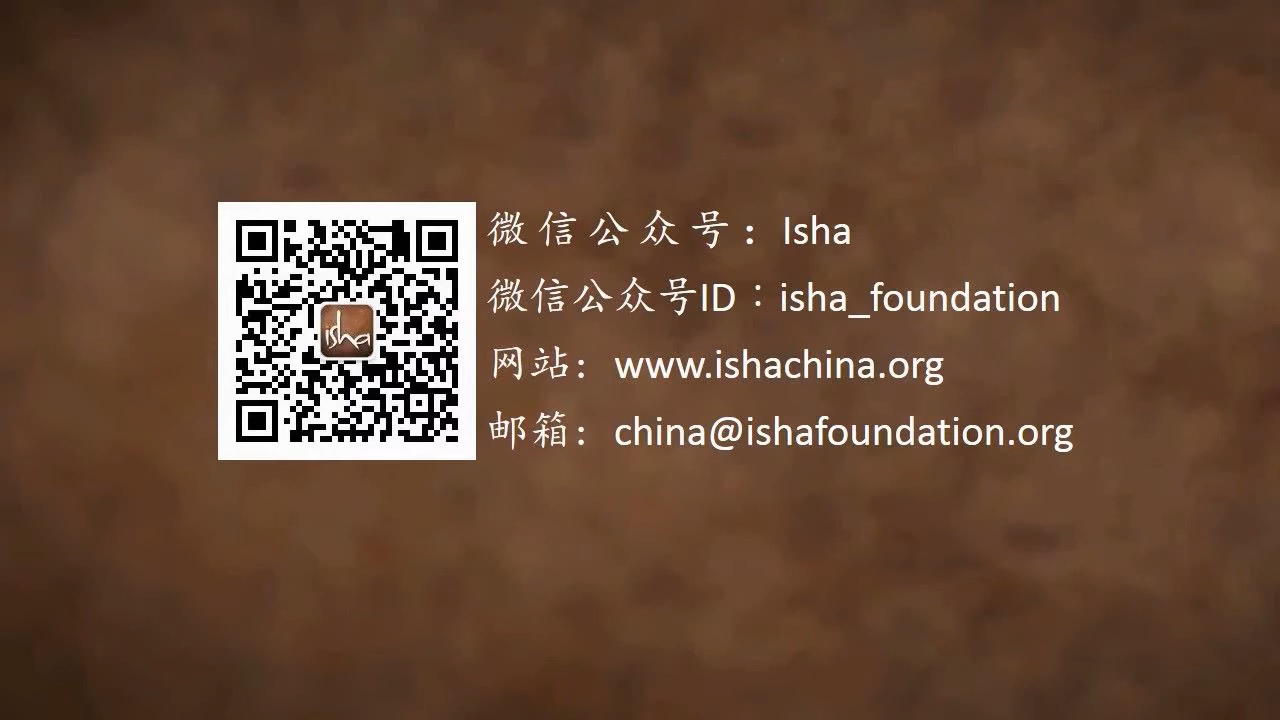 isha
微信公众号：Isha
微信公众号ID：isha_foundation
网站：www.ishachina.org
邮箱：china@ishafoundation.org